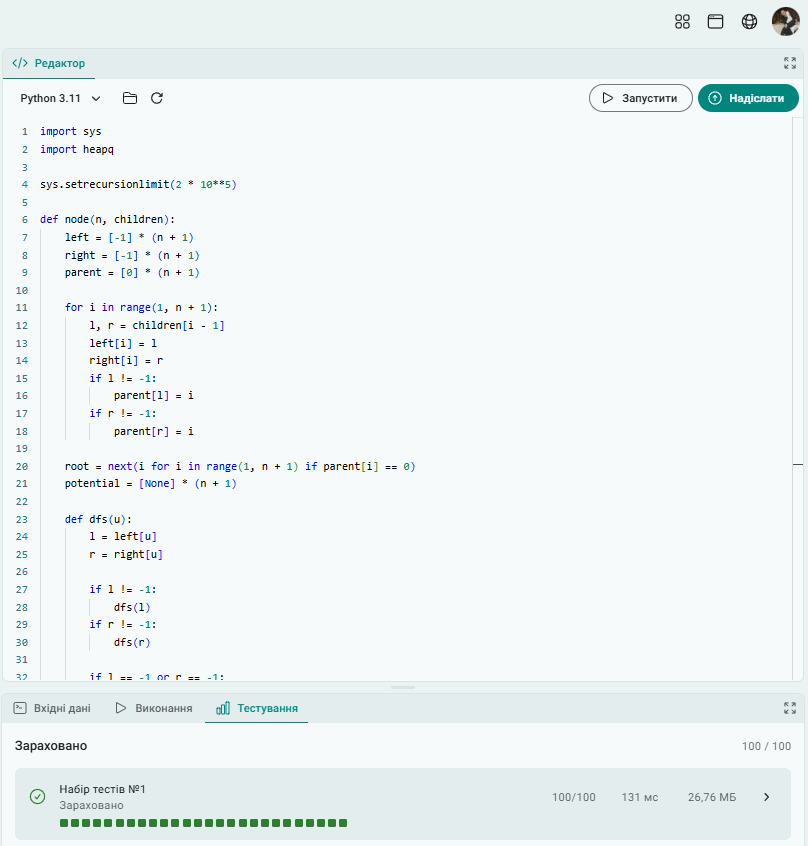 </> Редактор
Python 3.11
Запустити
Надіслати
1 import sys
2 import heapq
3
4 sys.setrecursionlimit(2 * 10**5)
5
6 def node(n, children):
7     left = [-1] * (n + 1)
8     right = [-1] * (n + 1)
9     parent = [0] * (n + 1)
10
11     for i in range(1, n + 1):
12         l, r = children[i - 1]
13         left[i] = l
14         right[i] = r
15         if l != -1:
16             parent[l] = i
17         if r != -1:
18             parent[r] = i
19
20     root = next(i for i in range(1, n + 1) if parent[i] == 0)
21     potential = [None] * (n + 1)
22
23     def dfs(u):
24         l = left[u]
25         r = right[u]
26
27         if l != -1:
28             dfs(l)
29         if r != -1:
30             dfs(r)
31
32         if l == -1 or r == -1:
Вхідні дані
Виконання
Тестування
Зараховано
100 / 100
Набір тестів №1
Зараховано
100/100
131 мс
26,76 МБ